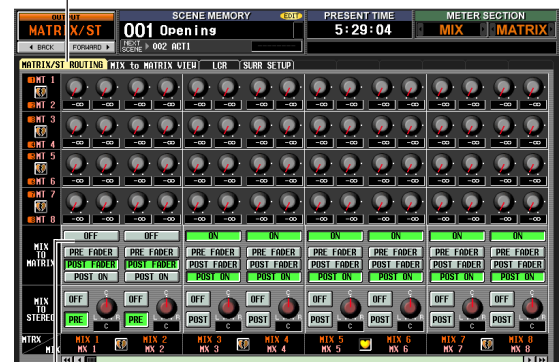 OUTPUT
MATRIX/ST
BACK FORWARD
SCENE MEMORY EDIT
001 Opening
NEXT SCENE 002 ACT1
PRESENT TIME
5:29:04
METER SECTION
MIX MATRIX
MATRIX/ST ROUTING MIX to MATRIX VIEW LCR SURR SETUP
MT 1
MT 2
-∞ -∞ -∞ -∞ -∞ -∞ -∞ -∞ -∞ -∞ -∞ -∞ -∞ -∞ -∞ -∞
MT 3
MT 4
-∞ -∞ -∞ -∞ -∞ -∞ -∞ -∞ -∞ -∞ -∞ -∞ -∞ -∞ -∞ -∞
MT 5
MT 6
-∞ -∞ -∞ -∞ -∞ -∞ -∞ -∞ -∞ -∞ -∞ -∞ -∞ -∞ -∞ -∞
MT 7
MT 8
-∞ -∞ -∞ -∞ -∞ -∞ -∞ -∞ -∞ -∞ -∞ -∞ -∞ -∞ -∞ -∞
MIX TO MATRIX
OFF OFF ON ON ON ON ON ON
PRE FADER PRE FADER PRE FADER PRE FADER PRE FADER PRE FADER PRE FADER PRE FADER
POST FADER POST FADER POST FADER POST FADER POST FADER POST FADER POST FADER POST FADER
POST ON POST ON POST ON POST ON POST ON POST ON POST ON POST ON
MIX TO STEREO
OFF OFF OFF OFF OFF OFF OFF OFF
PRE PRE POST POST POST POST POST POST
C C C C C C C C
L R L R L R L R L R L R L R L R
C C C C C C C C
MTRX MIX 1 MIX 2 MIX 3 MIX 4 MIX 5 MIX 6 MIX 7 MIX 8
MIX MX 1 MX 2 MX 3 MX 4 MX 5 MX 6 MX 7 MX 8